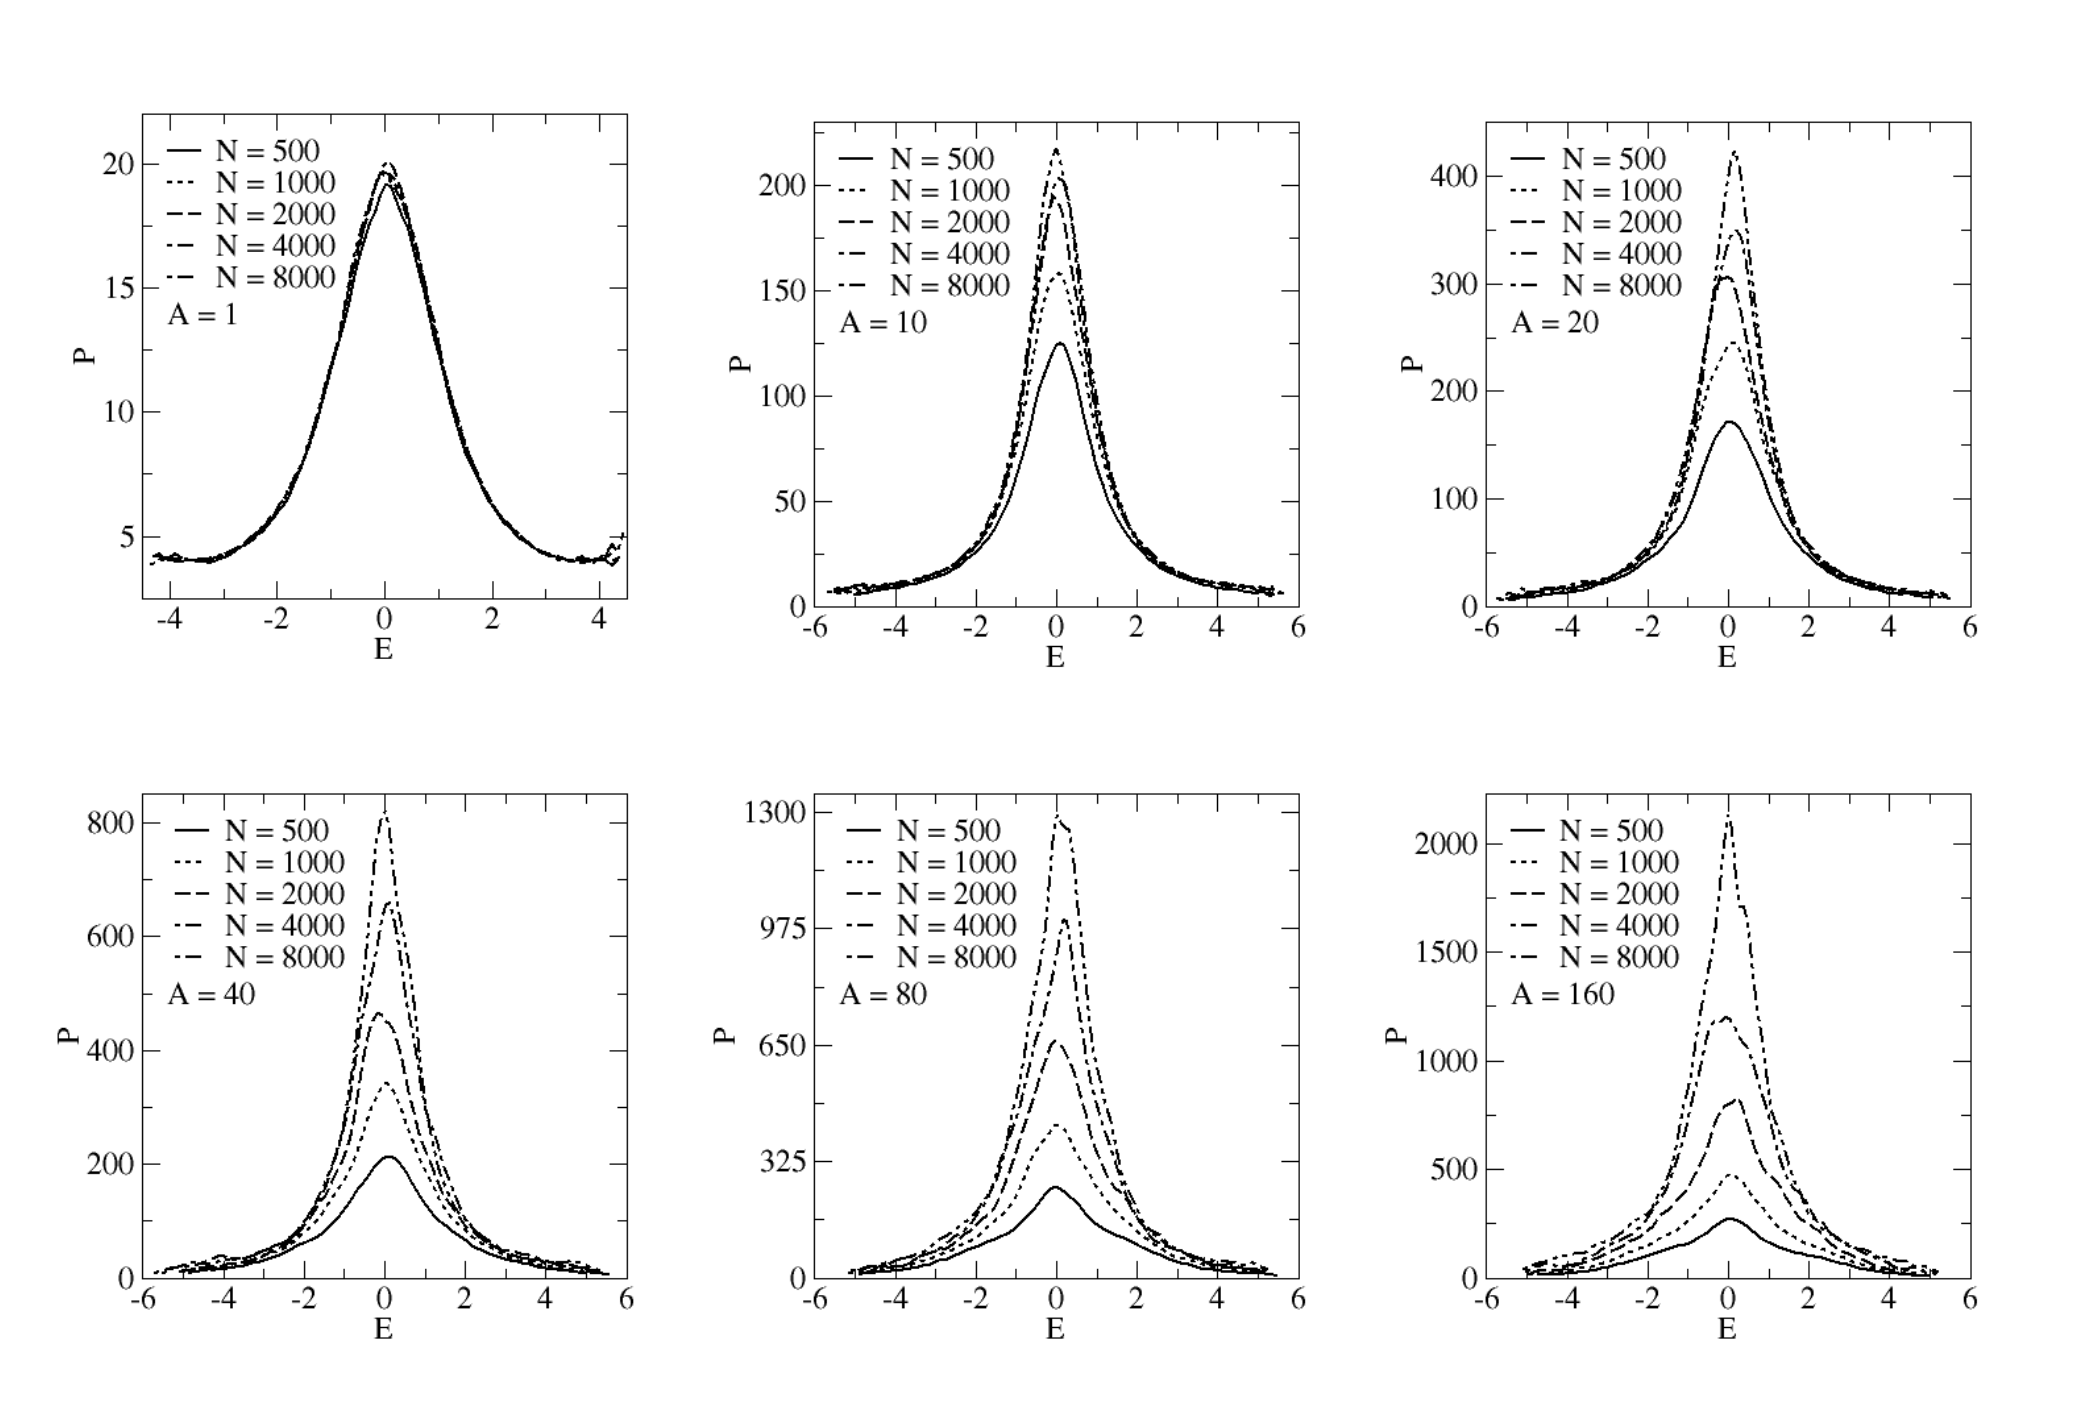 N = 500
N = 1000
N = 2000
N = 4000
N = 8000
A = 1
20
15
10
5
P
-4
-2
0
2
4
E
N = 500
N = 1000
N = 2000
N = 4000
N = 8000
A = 10
200
150
100
50
0
P
-6
-4
-2
0
2
4
6
E
N = 500
N = 1000
N = 2000
N = 4000
N = 8000
A = 20
400
300
200
100
0
P
-6
-4
-2
0
2
4
6
E
N = 500
N = 1000
N = 2000
N = 4000
N = 8000
A = 40
800
600
400
200
0
P
-6
-4
-2
0
2
4
6
E
N = 500
N = 1000
N = 2000
N = 4000
N = 8000
A = 80
1300
975
650
325
0
P
-6
-4
-2
0
2
4
6
E
N = 500
N = 1000
N = 2000
N = 4000
N = 8000
A = 160
2000
1500
1000
500
0
P
-6
-4
-2
0
2
4
6
E